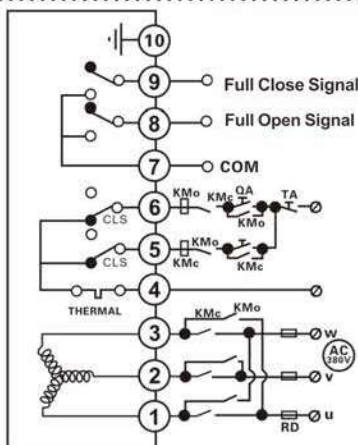 10
9 Full Close Signal
8 Full Open Signal
7 COM
6 KMo KMc QA TA
CLS KMo
5 KMo
CLS KMc KMc
4
THERMAL
3 KMc KMo w
AC
380V
2 v
1 u
RD